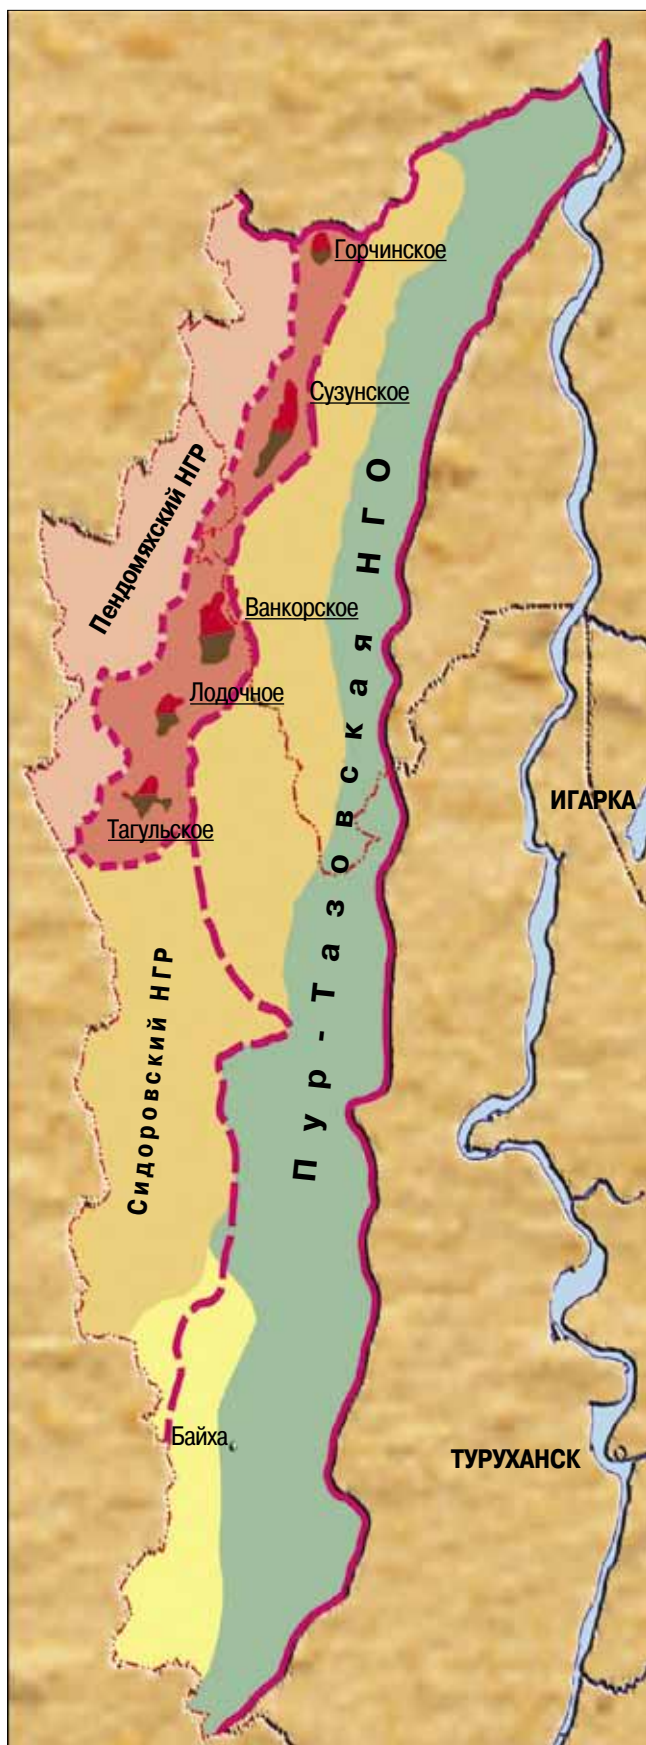 Горчинское
Сузунское
Пендомяхский НГР
Пур-Тазовская НГО
Ванкорское
Лодочное
ИГАРКА
Тагульское
Сидоровский НГР
Байха
ТУРУХАНСК